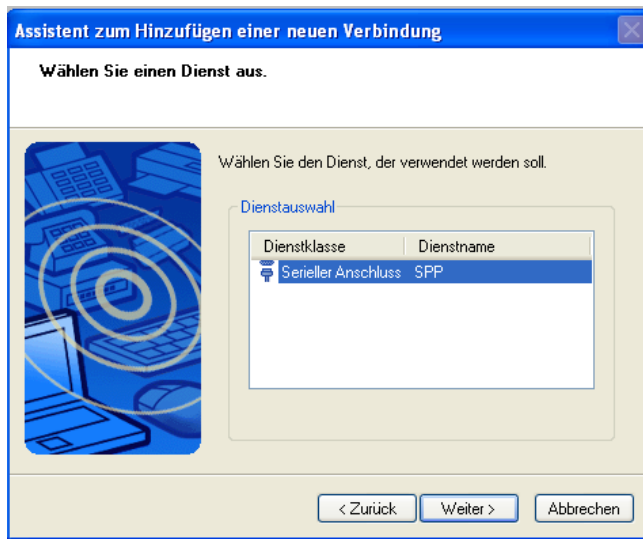 Assistent zum Hinzufügen einer neuen Verbindung
Wählen Sie einen Dienst aus.
Wählen Sie den Dienst, der verwendet werden soll.
Dienstauswahl
Dienstklasse Dienstname
Serieller Anschluss SPP
< Zurück Weiter > Abbrechen